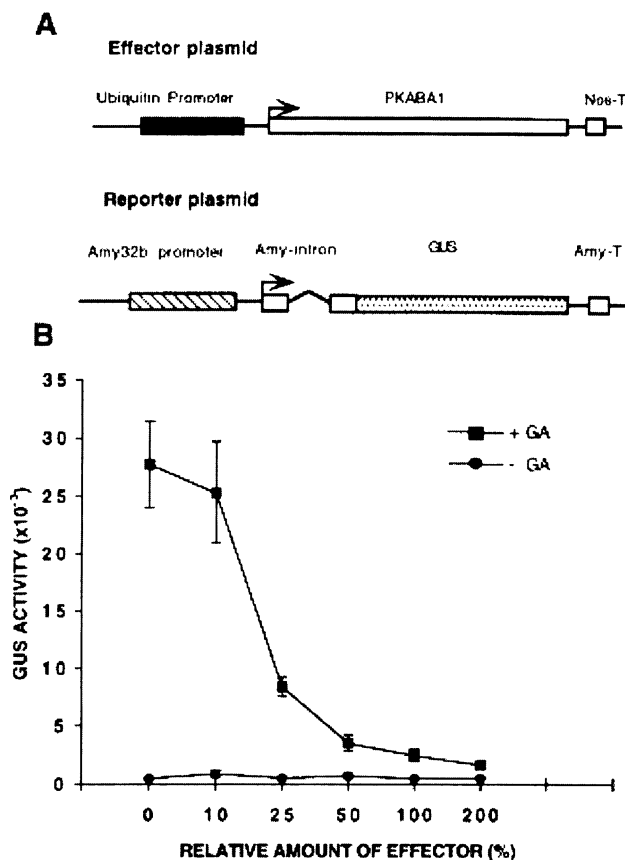 A
Effector plasmid
Ubiquitin Promoter PKABA1 Nos-T
Reporter plasmid
Amy32b promoter Amy-intron GUS Amy-T
B
35
30
25
20
15
10
5
0
GUS ACTIVITY (x10⁻³)
+ GA
- GA
0 10 25 50 100 200
RELATIVE AMOUNT OF EFFECTOR (%)